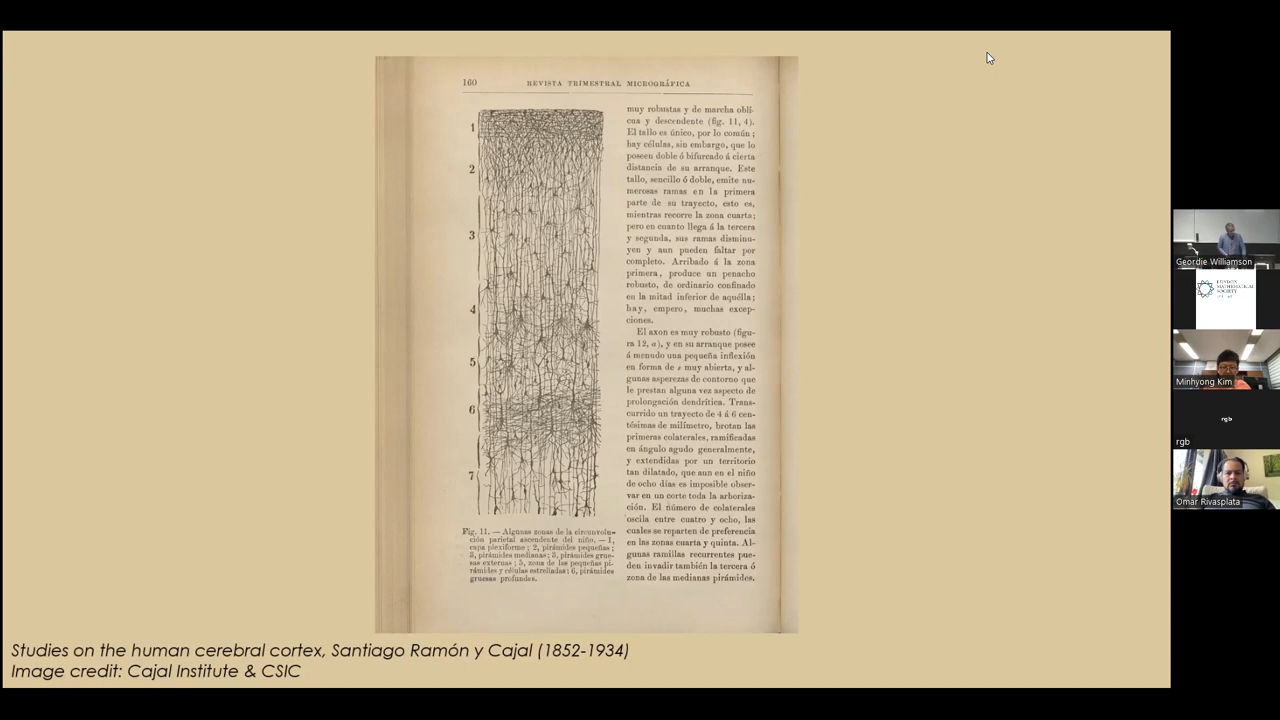 160
REVISTA TRIMESTRAL MICROGRÁFICA
1
2
3
4
5
6
7
Fig. 11. — Algunas zonas de la circunvolu-
ción parietal ascendente del niño. — 1,
capa plexiforme; 2, pirámides pequeñas;
3, pirámides medianas; 3, pirámides grue-
sas externas; 5, zona de las pequeñas pi-
rámides y células estrelladas; 6, pirámides
gruesas profundas.
muy robustas y de marcha obli-
cua y descendente (fig. 11, 4).
El tallo es único, por lo común;
hay células, sin embargo, que lo
poseen doble ó bifurcado á cierta
distancia de su arranque. Este
tallo, sencillo ó doble, emite nu-
merosas ramas en la primera
parte de su trayecto, esto es,
mientras recorre la zona cuarta;
pero en cuanto llega á la tercera
y segunda, sus ramas disminu-
yen y aun pueden faltar por
completo. Arribado á la zona
primera, produce un penacho
robusto, de ordinario confinado
en la mitad inferior de aquélla;
hay, empero, muchas excep-
ciones.
El axon es muy robusto (figu-
ra 12, a), y en su arranque posee
á menudo una pequeña inflexión
en forma de s muy abierta, y al-
gunas asperezas de contorno que
le prestan alguna vez aspecto de
prolongación dendrítica. Trans-
currido un trayecto de 4 á 6 cen-
tésimas de milímetro, brotan las
primeras colaterales, ramificadas
en ángulo agudo generalmente,
y extendidas por un territorio
tan dilatado, que aun en el niño
de ocho días es imposible obser-
var en un corte toda la arboriza-
ción. El número de colaterales
oscila entre cuatro y ocho, las
cuales se reparten de preferencia
en las zonas cuarta y quinta. Al-
gunas ramillas recurrentes pue-
den invadir también la tercera ó
zona de las medianas pirámides.
Studies on the human cerebral cortex, Santiago Ramón y Cajal (1852-1934)
Image credit: Cajal Institute & CSIC
Geordie Williamson
LONDON
MATHEMATICAL
SOCIETY
Minhyong Kim
rgb
rgb
Omar Rivasplata